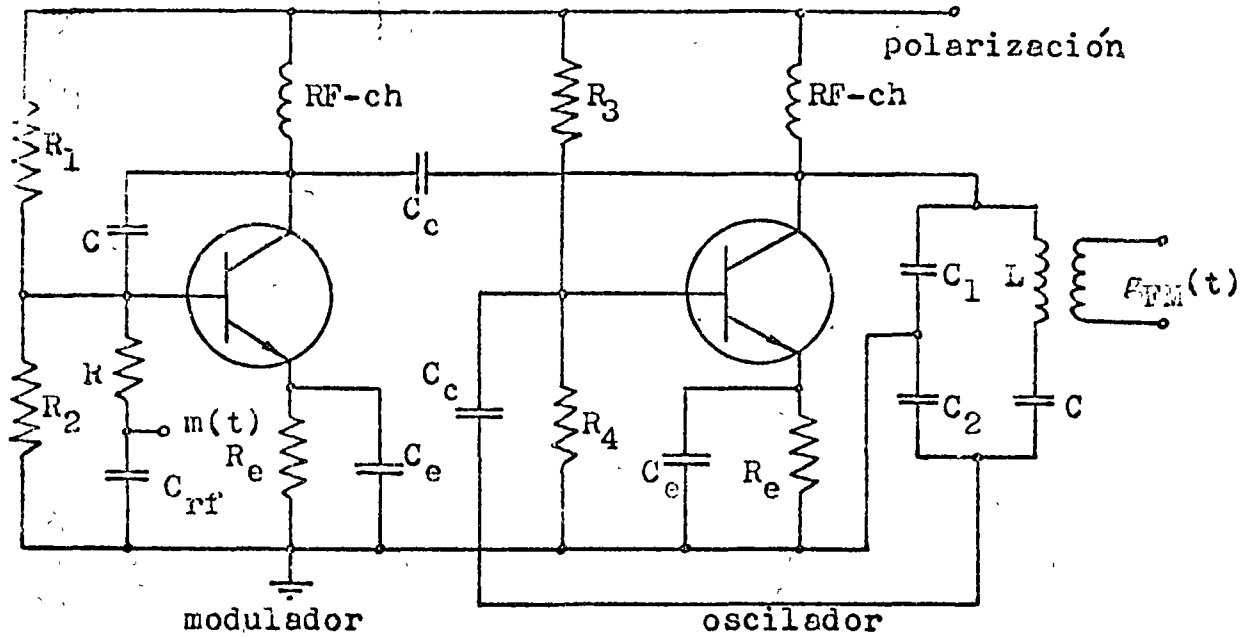 polarización
RF-ch
R3
RF-ch
R1
Cc
C
C1
L
φFM(t)
R
Cc
C2
C
R2
m(t)
R4
Re
Ce
Ce
Re
Crf
modulador
oscilador